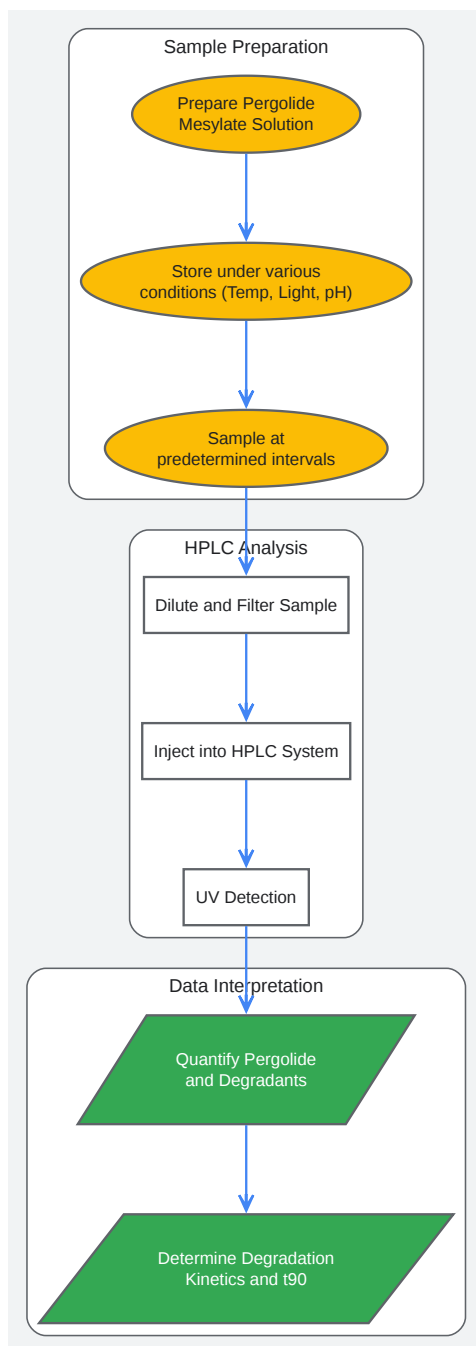 Sample Preparation
Prepare Pergolide
Mesylate Solution
Store under various
conditions (Temp, Light, pH)
Sample at
predetermined intervals
HPLC Analysis
Dilute and Filter Sample
Inject into HPLC System
UV Detection
Data Interpretation
Quantify Pergolide
and Degradants
Determine Degradation
Kinetics and t90